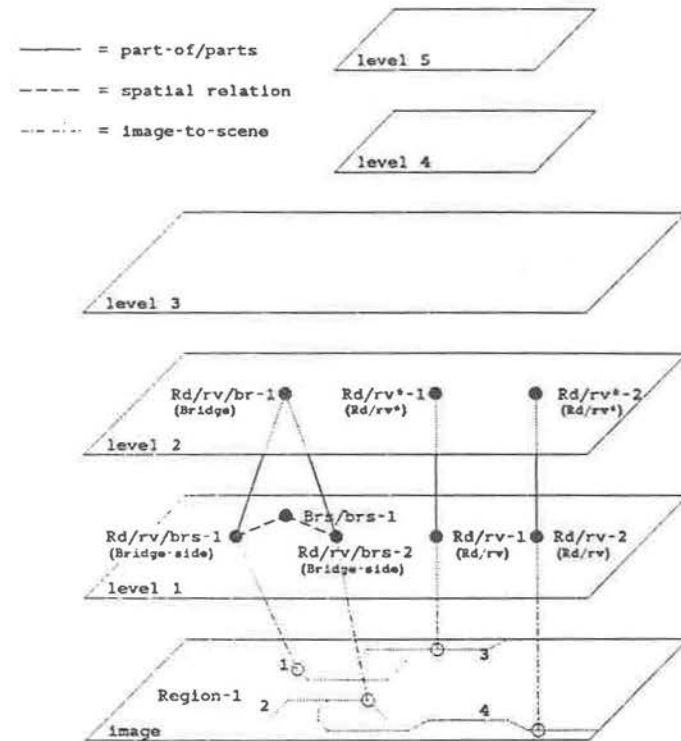 = part-of/parts
= spatial relation
= image-to-scene
level 5
level 4
level 3
Rd/rv/br-1
(Bridge)
Rd/rv*-1
(Rd/rv*)
Rd/rv*-2
(Rd/rv*)
level 2
Rd/rv/brs-1
(Bridge-side)
Brs/brs-1
Rd/rv/brs-2
(Bridge-side)
Rd/rv-1
(Rd/rv)
Rd/rv-2
(Rd/rv)
level 1
1
3
Region-1
2
4
image